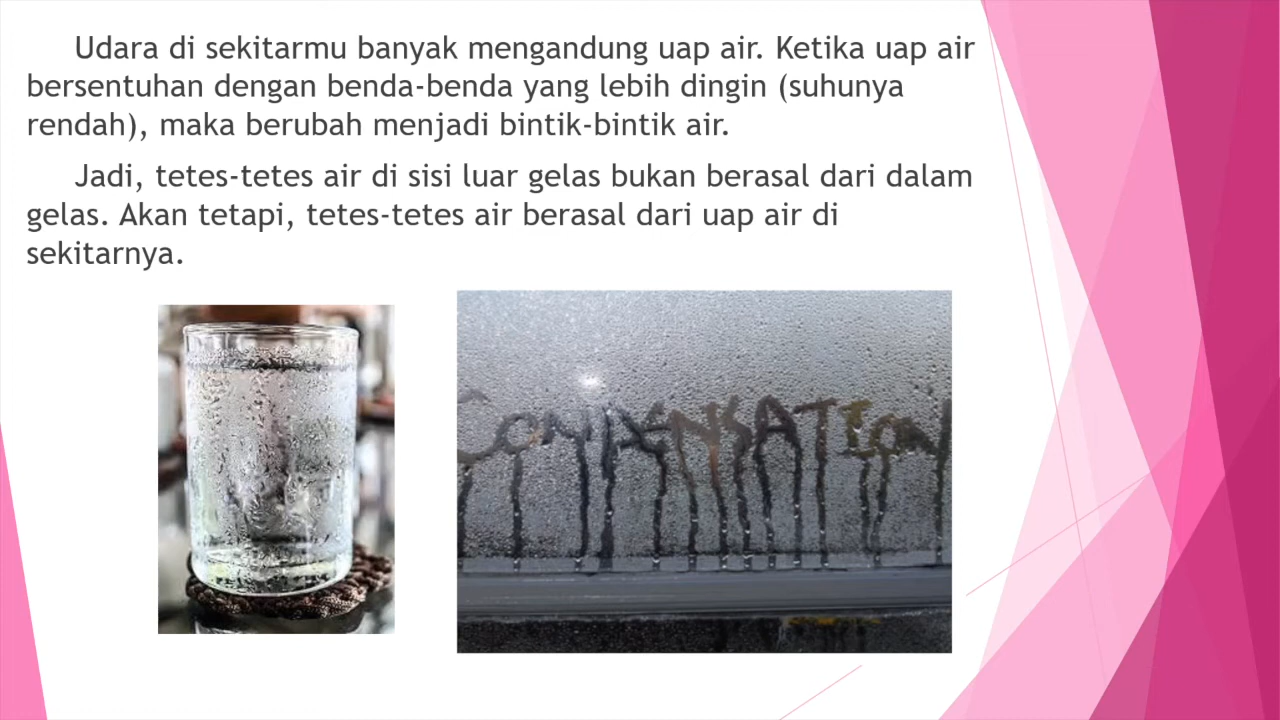 Udara di sekitarmu banyak mengandung uap air. Ketika uap air
bersentuhan dengan benda-benda yang lebih dingin (suhunya
rendah), maka berubah menjadi bintik-bintik air.
Jadi, tetes-tetes air di sisi luar gelas bukan berasal dari dalam
gelas. Akan tetapi, tetes-tetes air berasal dari uap air di
sekitarnya.
CONDENSATION